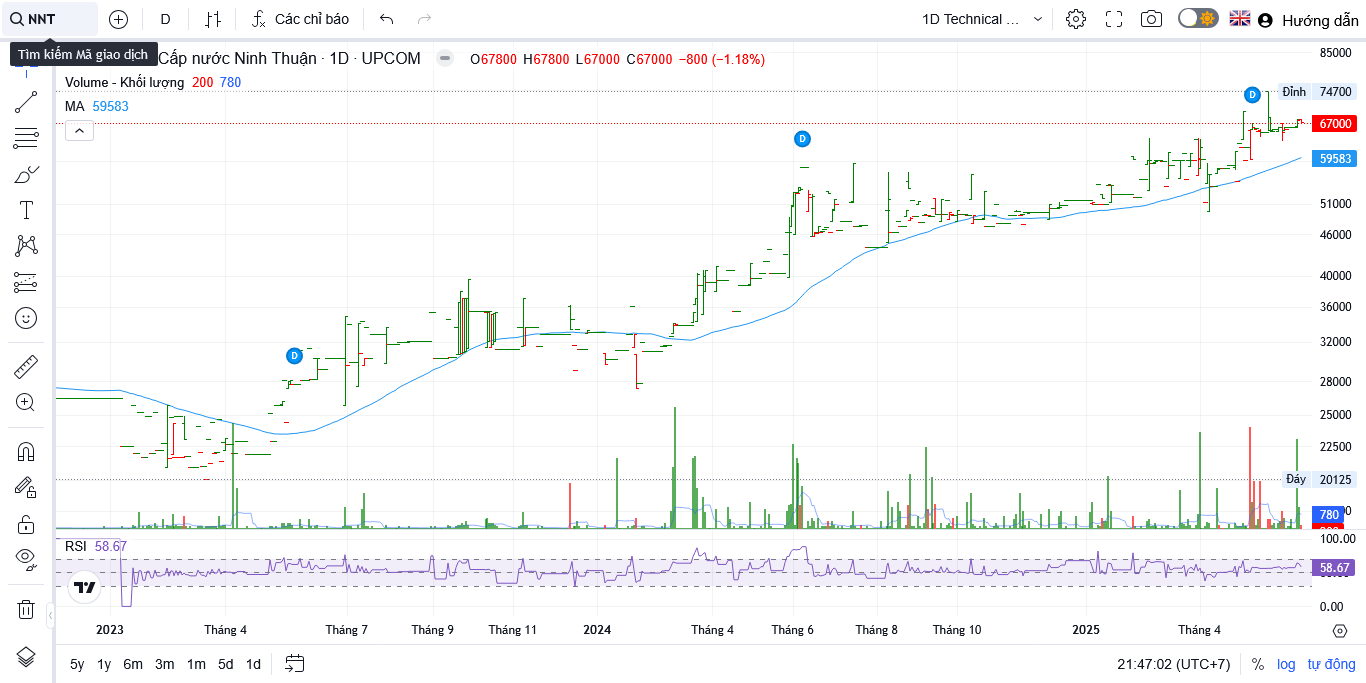 NNT D Các chỉ báo 1D Technical ... Hướng dẫn
Tìm kiếm Mã giao dịch
Cấp nước Ninh Thuận · 1D · UPCOM O67800 H67800 L67000 C67000 −800 (−1.18%)
Volume - Khối lượng 200 780
MA 59583
85000
Đỉnh 74700
67000
59583
51000
46000
40000
36000
32000
28000
25000
22500
Đáy 20125
780
D
D
D
RSI 58.67
100.00
58.67
0.00
2023 Tháng 4 Tháng 7 Tháng 9 Tháng 11 2024 Tháng 4 Tháng 6 Tháng 8 Tháng 10 2025 Tháng 4
5y 1y 6m 3m 1m 5d 1d 21:47:02 (UTC+7) % log tự động